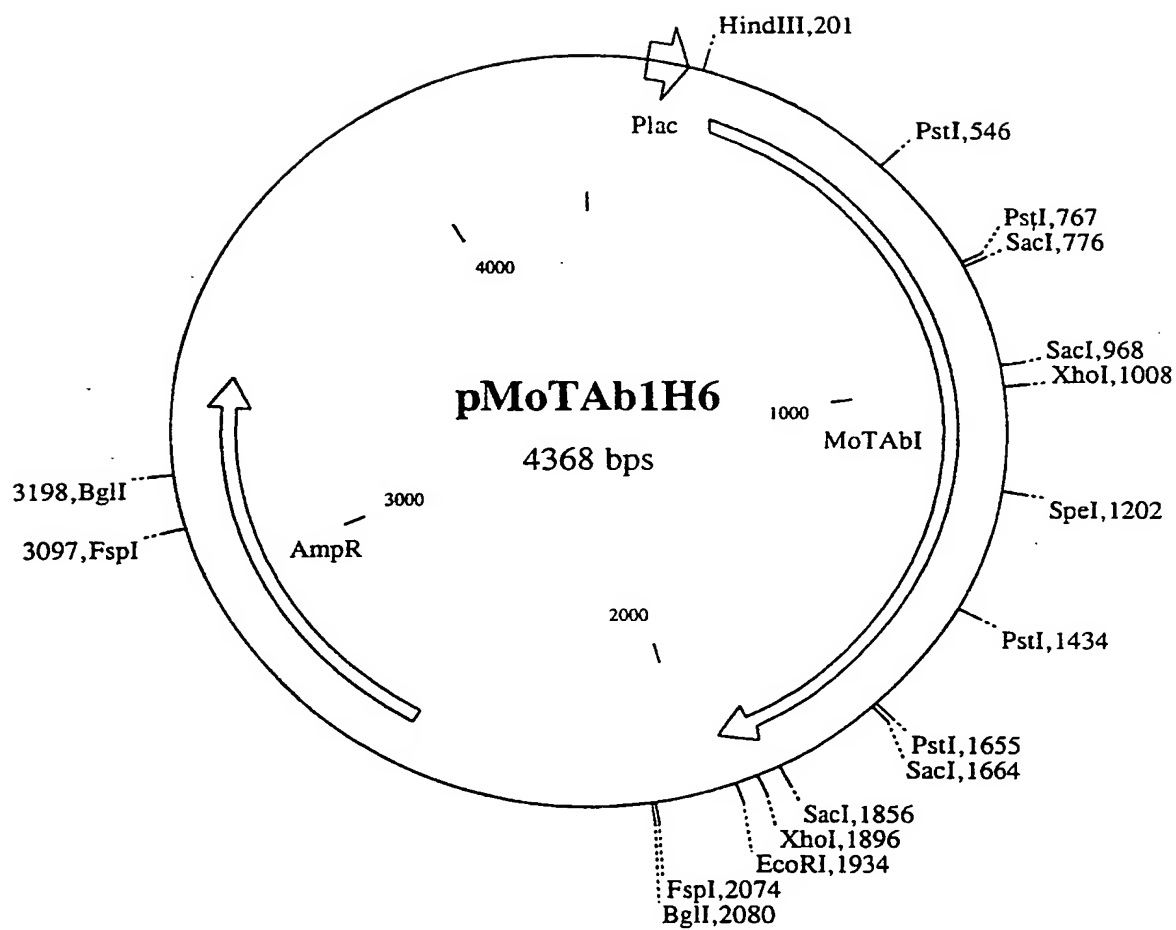 HindIII,201
Plac
PstI,546
PstI,767
SacI,776
4000
SacI,968
XhoI,1008
pMoTAb1H6
1000
MoTAbI
4368 bps
3198,BglI
3000
SpeI,1202
3097,FspI
AmpR
2000
PstI,1434
PstI,1655
SacI,1664
SacI,1856
XhoI,1896
EcoRI,1934
FspI,2074
BglI,2080